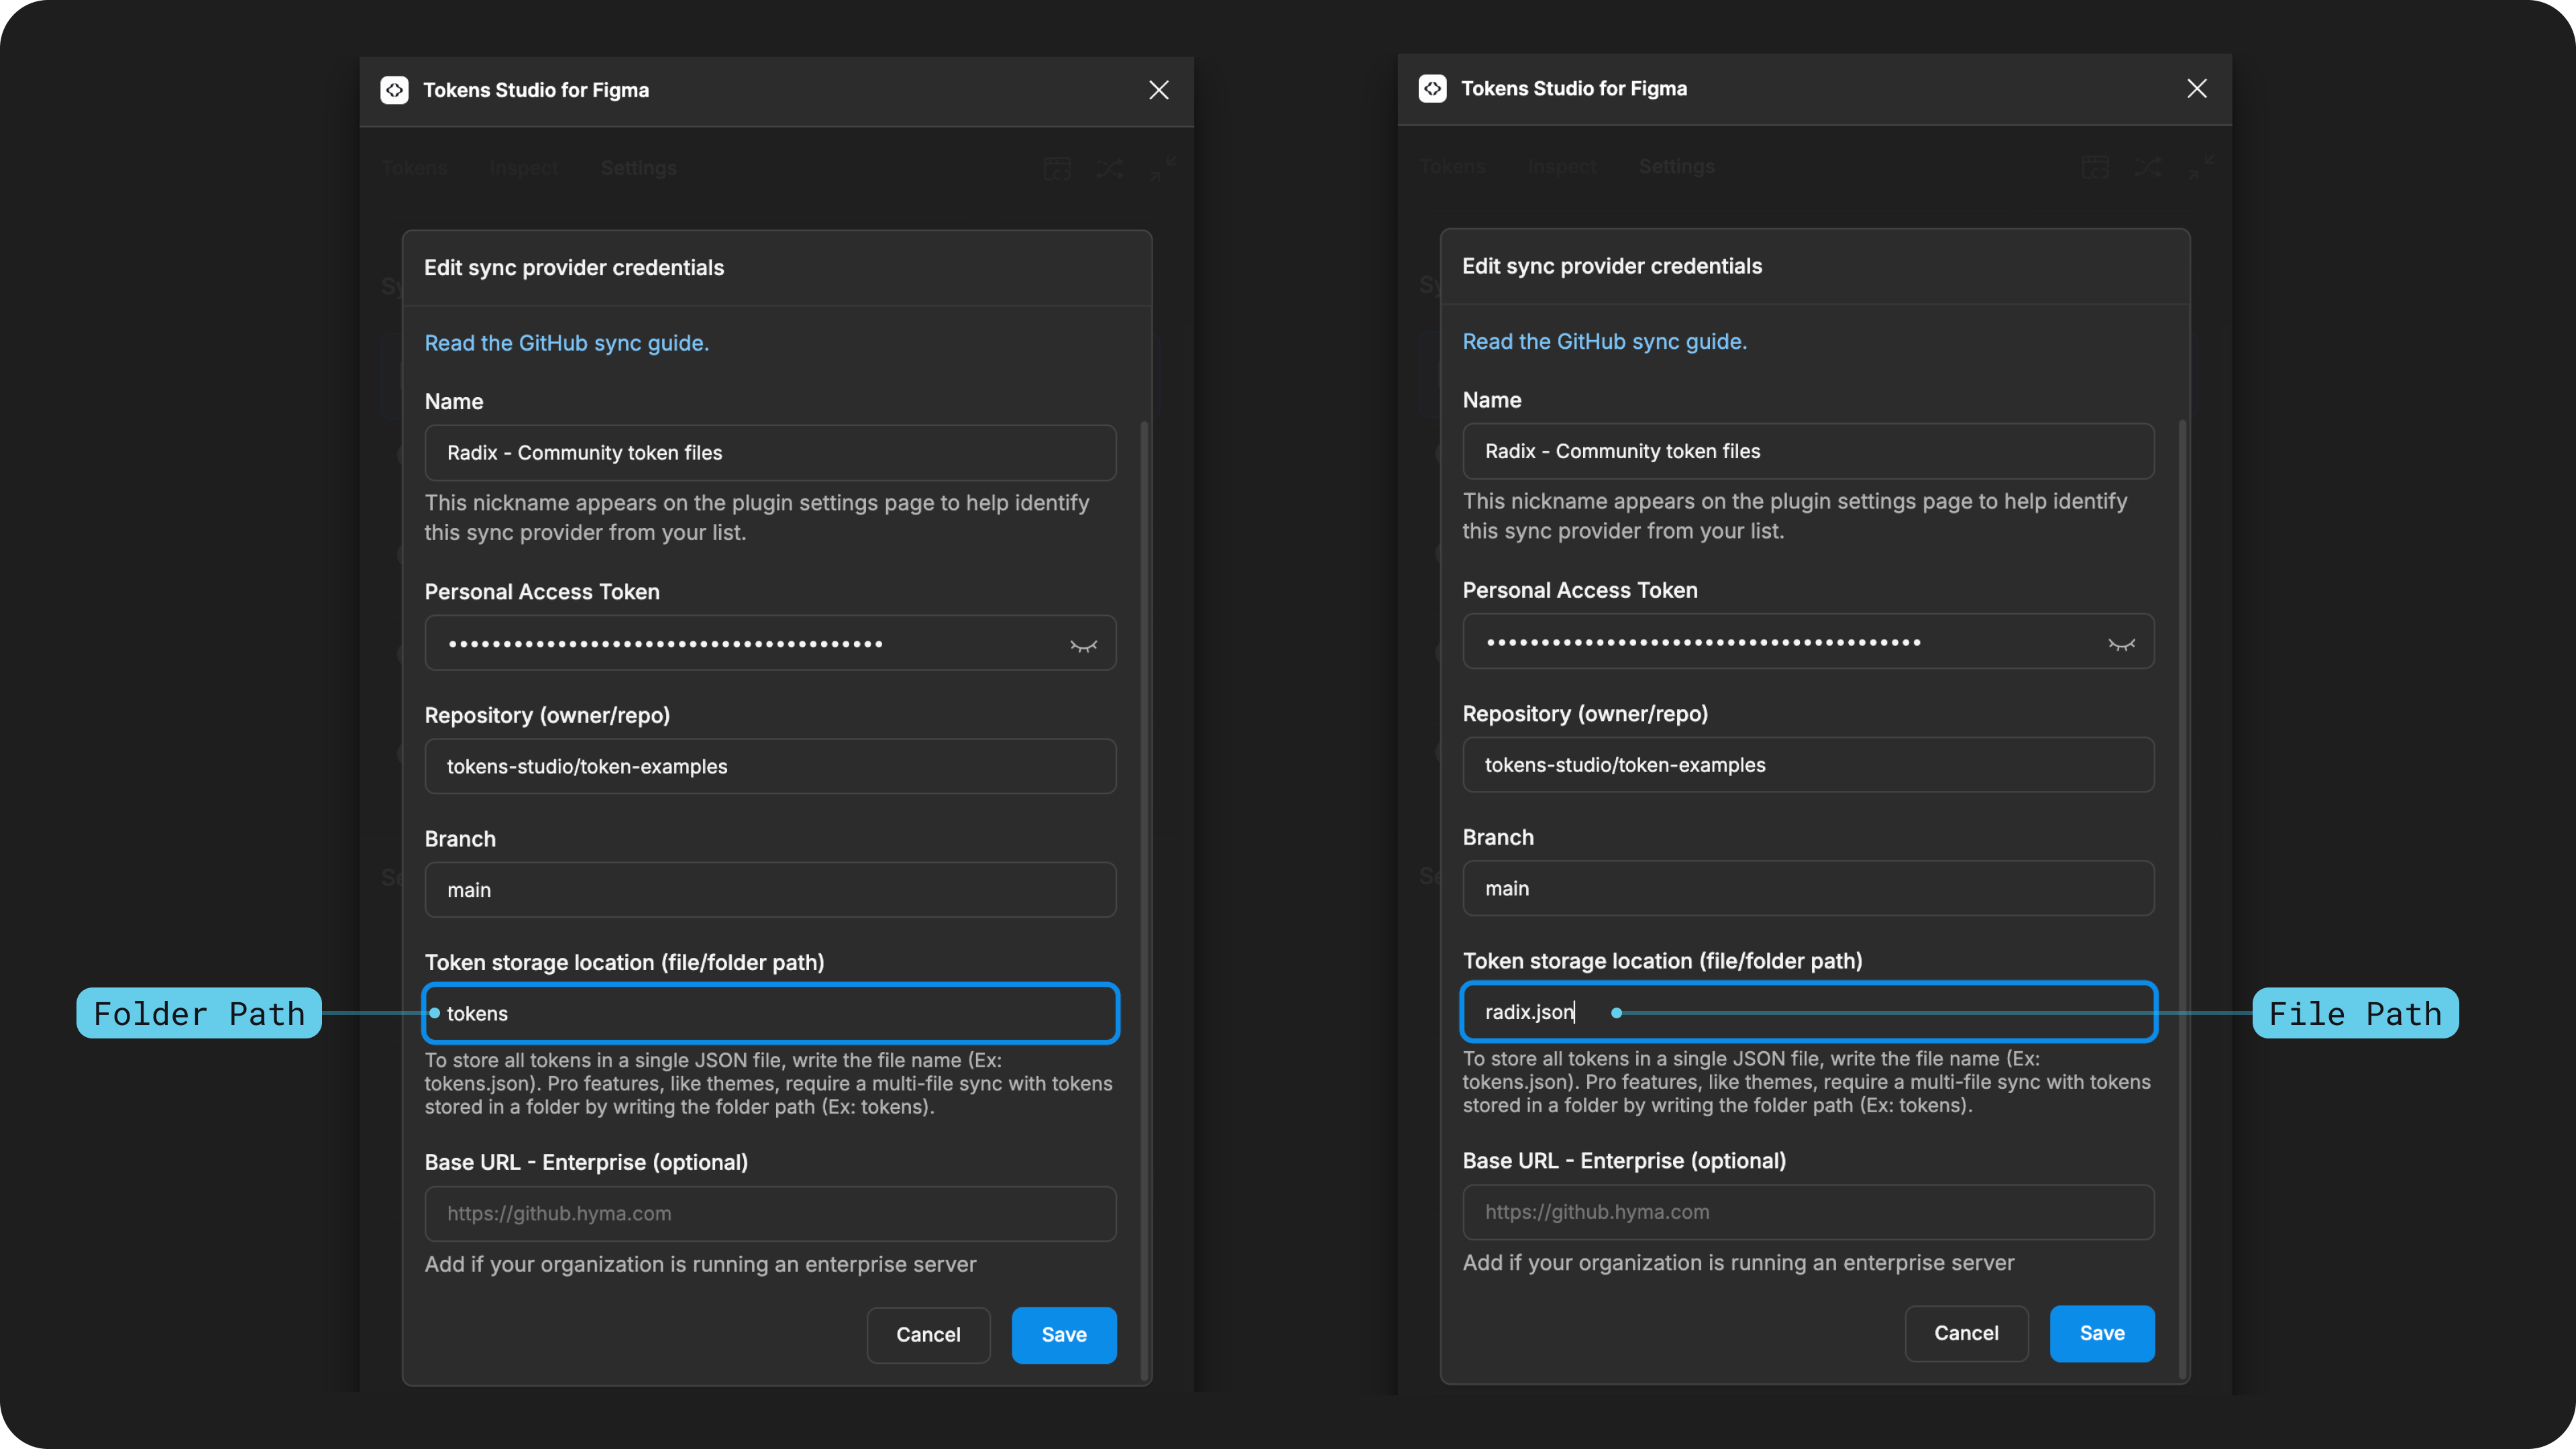 Tokens Studio for Figma
Tokens Inspect Settings
Edit sync provider credentials
Read the GitHub sync guide.
Name
Radix - Community token files
This nickname appears on the plugin settings page to help identify
this sync provider from your list.
Personal Access Token
••••••••••••••••••••••••••••••••••••••••
Repository (owner/repo)
tokens-studio/token-examples
Branch
main
Token storage location (file/folder path)
Folder Path
tokens
To store all tokens in a single JSON file, write the file name (Ex:
tokens.json). Pro features, like themes, require a multi-file sync with tokens
stored in a folder by writing the folder path (Ex: tokens).
Base URL - Enterprise (optional)
https://github.hyma.com
Add if your organization is running an enterprise server
Cancel Save
Tokens Studio for Figma
Tokens Inspect Settings
Edit sync provider credentials
Read the GitHub sync guide.
Name
Radix - Community token files
This nickname appears on the plugin settings page to help identify
this sync provider from your list.
Personal Access Token
••••••••••••••••••••••••••••••••••••••••
Repository (owner/repo)
tokens-studio/token-examples
Branch
main
Token storage location (file/folder path)
radix.json
File Path
To store all tokens in a single JSON file, write the file name (Ex:
tokens.json). Pro features, like themes, require a multi-file sync with tokens
stored in a folder by writing the folder path (Ex: tokens).
Base URL - Enterprise (optional)
https://github.hyma.com
Add if your organization is running an enterprise server
Cancel Save